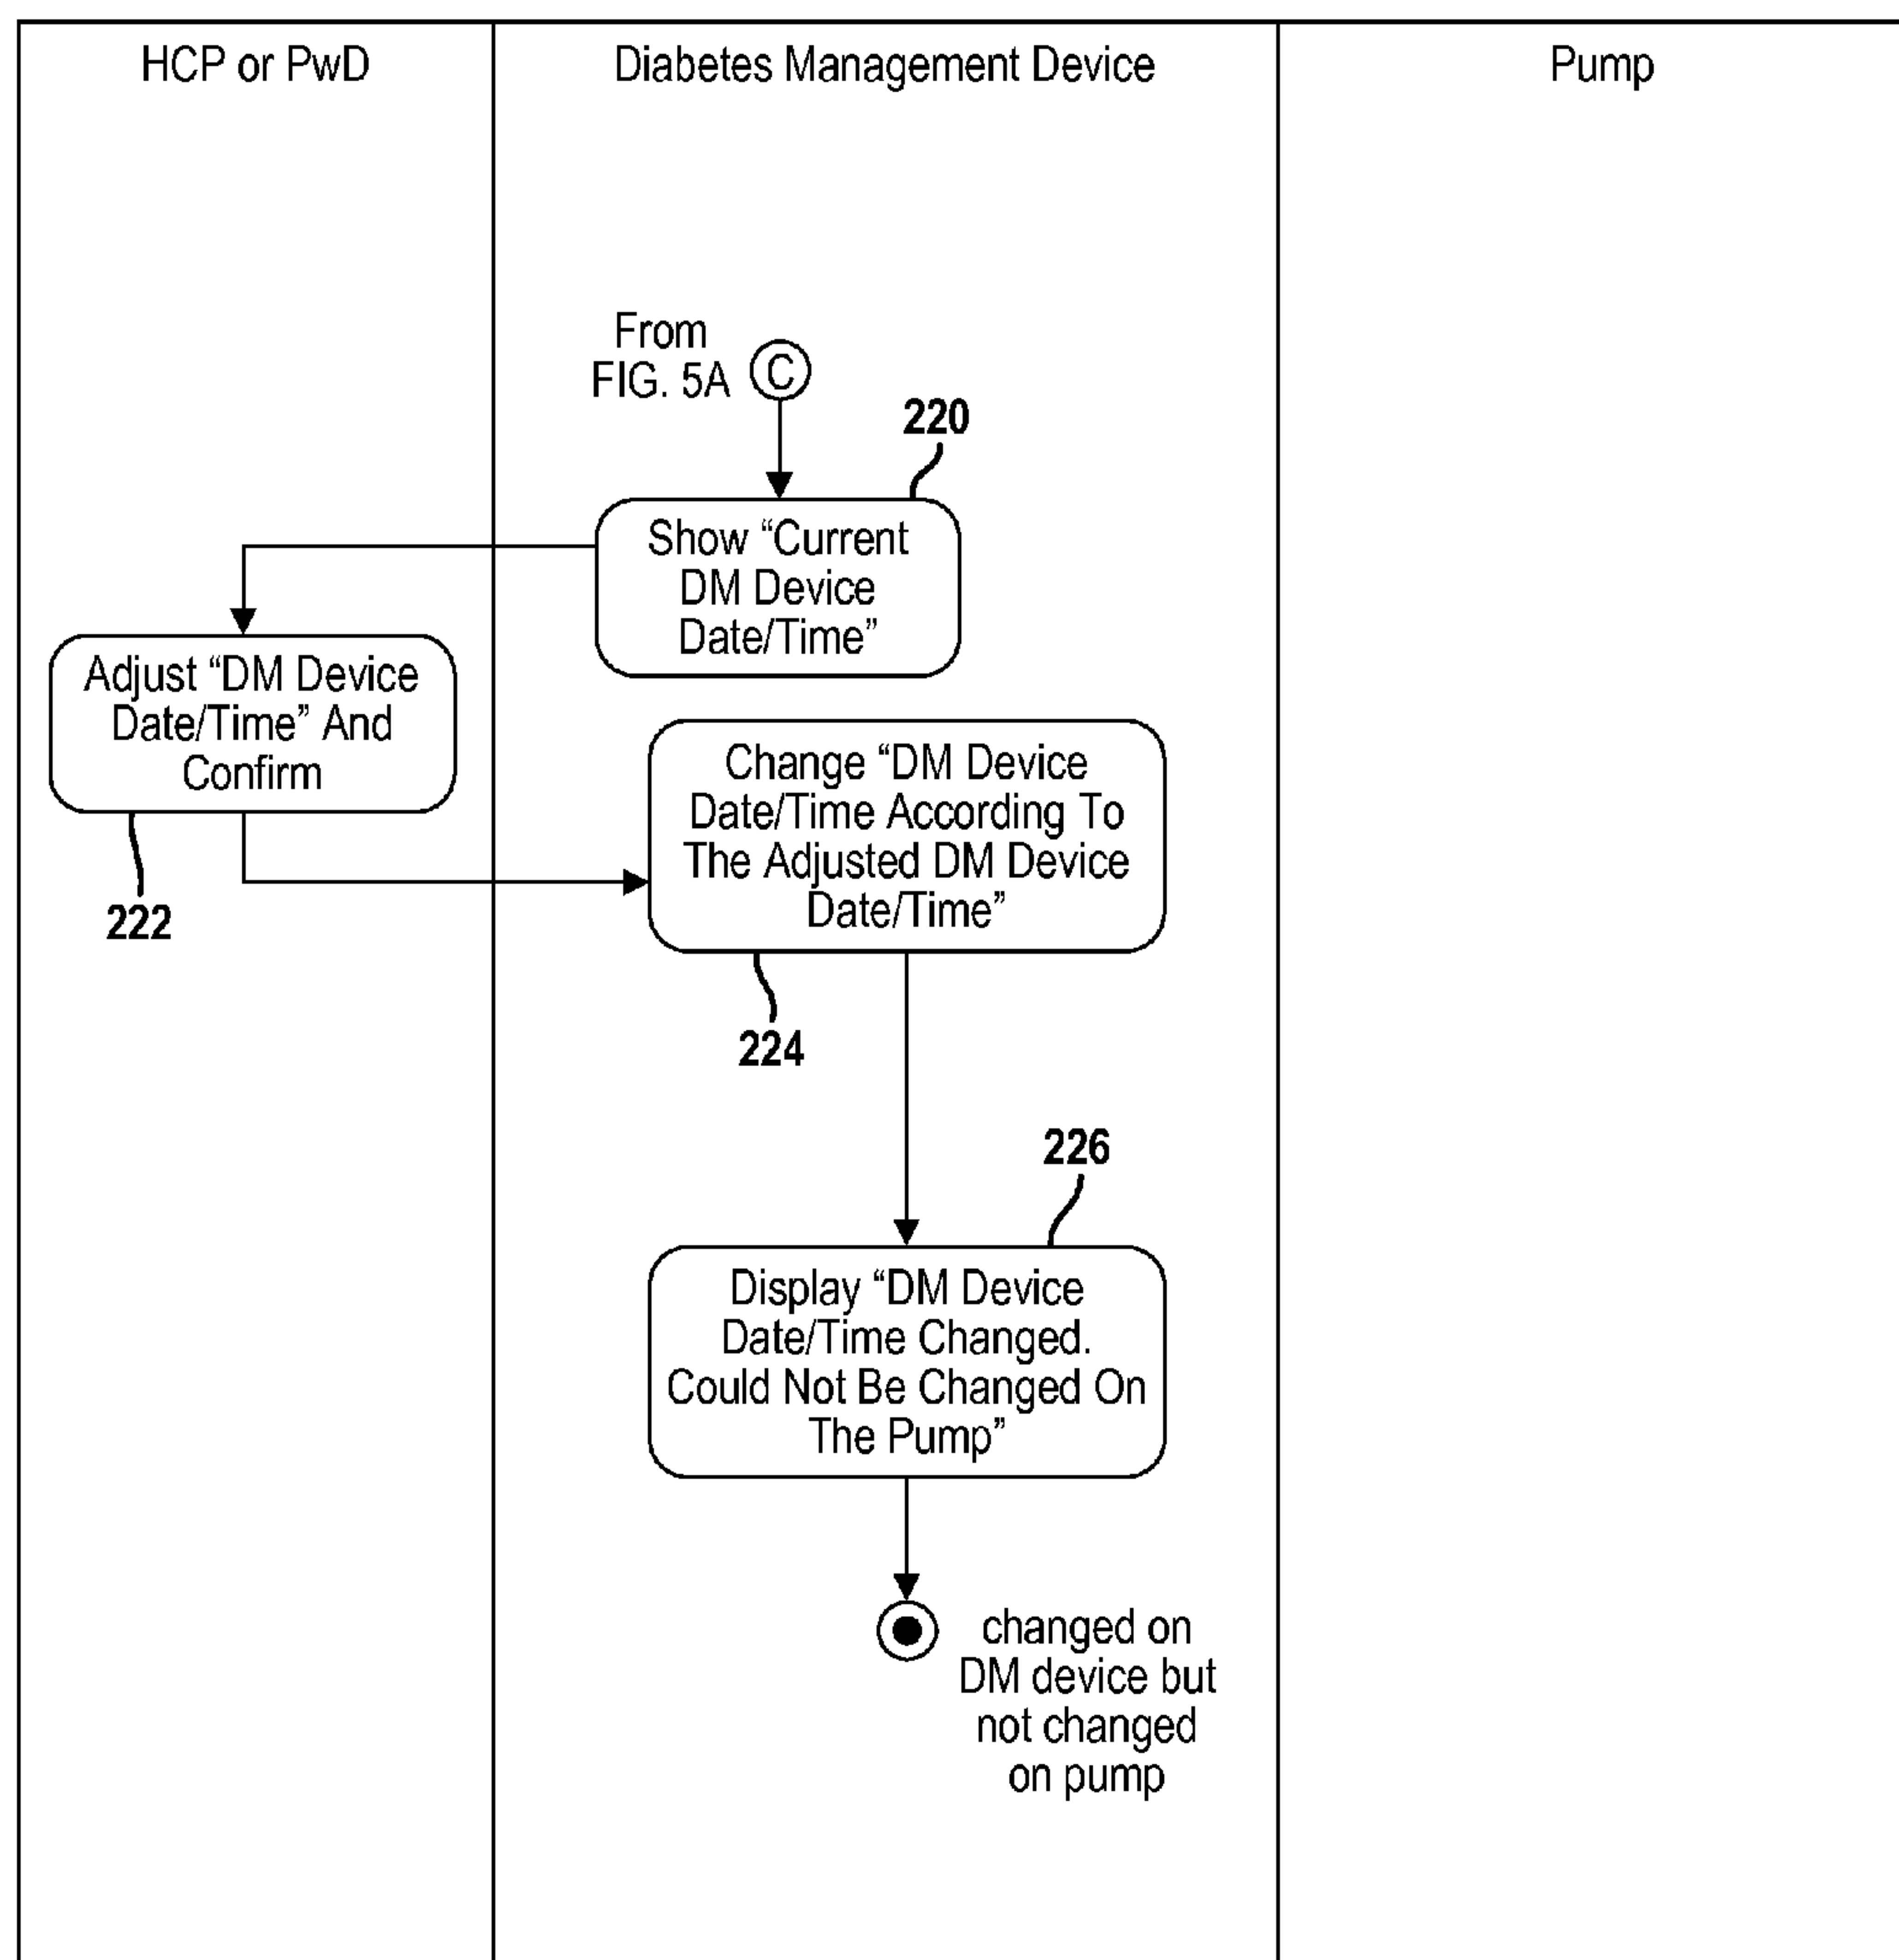 HCP or PwD
Diabetes Management Device
Pump
From
FIG. 5A
C
220
Show “Current
DM Device
Date/Time”
Adjust “DM Device
Date/Time” And
Confirm
222
Change “DM Device
Date/Time According To
The Adjusted DM Device
Date/Time”
224
226
Display “DM Device
Date/Time Changed.
Could Not Be Changed On
The Pump”
changed on
DM device but
not changed
on pump